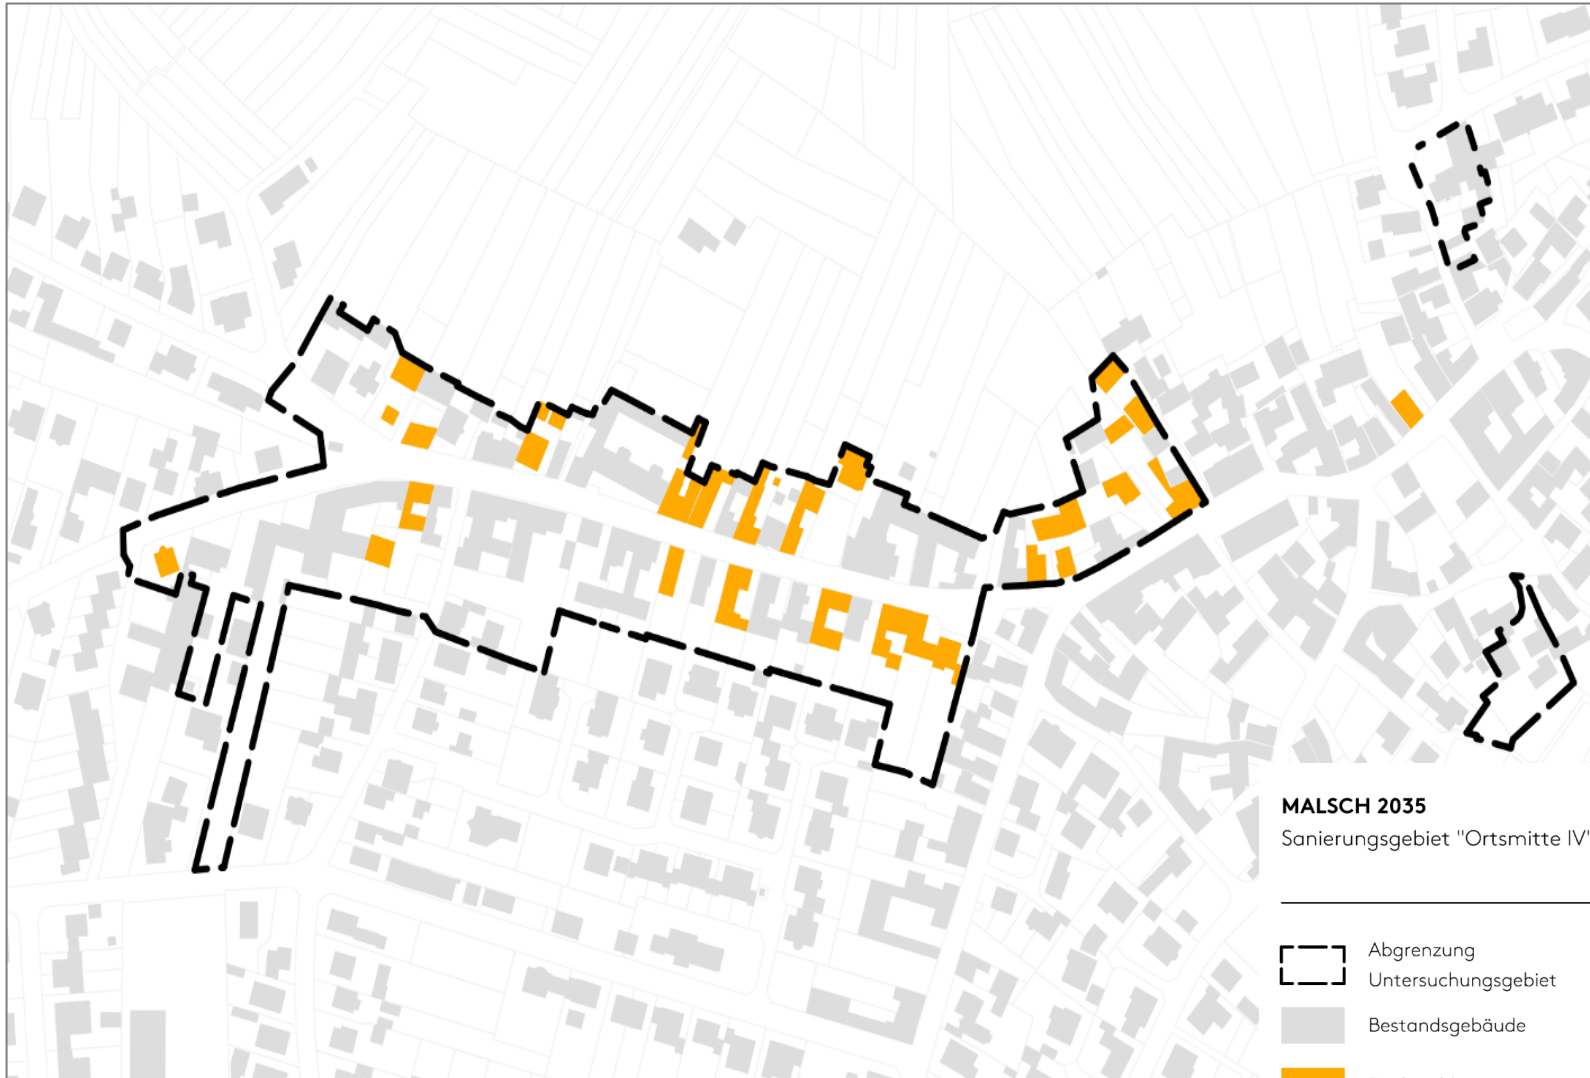 MALSCH 2035
Sanierungsgebiet "Ortsmitte IV"
Abgrenzung
Untersuchungsgebiet
Bestandsgebäude